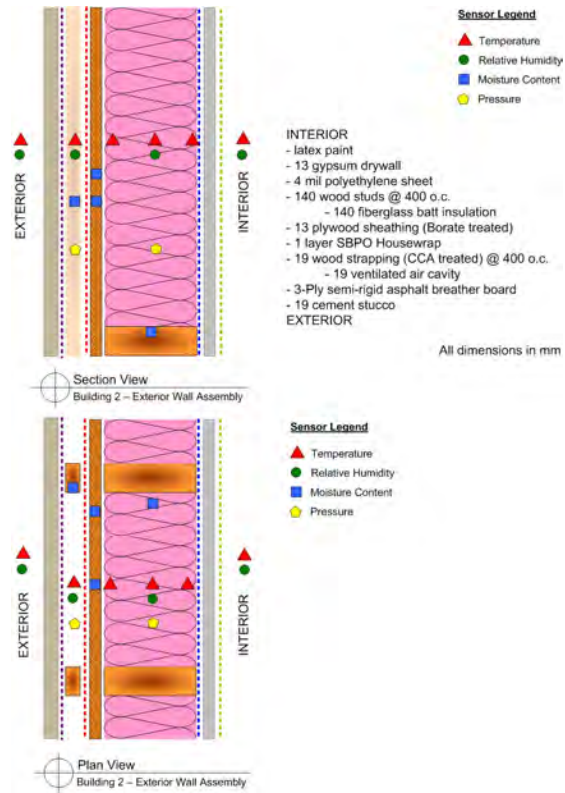 Sensor Legend
Temperature
Relative Humidity
Moisture Content
Pressure
EXTERIOR
INTERIOR
INTERIOR
- latex paint
- 13 gypsum drywall
- 4 mil polyethylene sheet
- 140 wood studs @ 400 o.c.
- 140 fiberglass batt insulation
- 13 plywood sheathing (Borate treated)
- 1 layer SBPO Housewrap
- 19 wood strapping (CCA treated) @ 400 o.c.
- 19 ventilated air cavity
- 3-Ply semi-rigid asphalt breather board
- 19 cement stucco
EXTERIOR
All dimensions in mm
Section View
Building 2 – Exterior Wall Assembly
Sensor Legend
Temperature
Relative Humidity
Moisture Content
Pressure
EXTERIOR
INTERIOR
Plan View
Building 2 – Exterior Wall Assembly